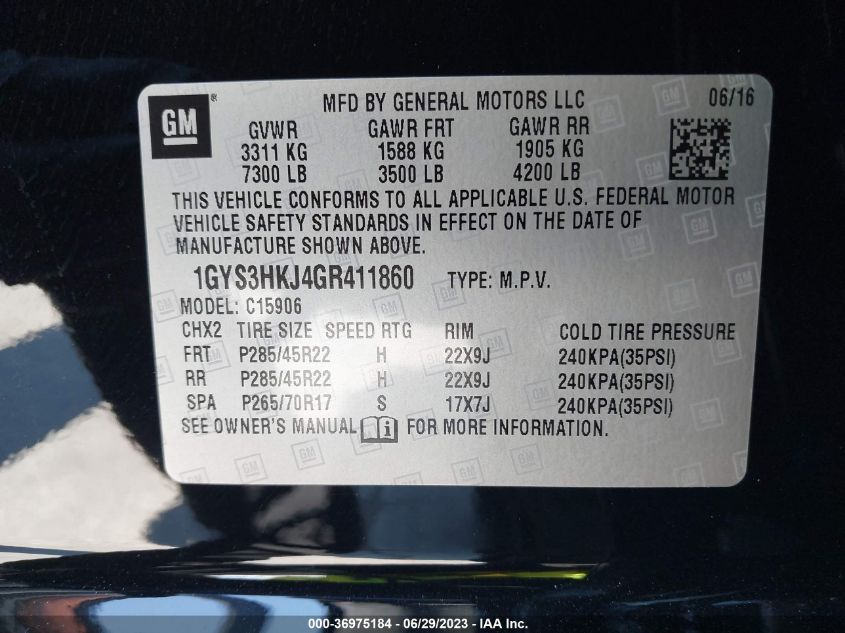 GM ®
MFD BY GENERAL MOTORS LLC 06/16
GVWR GAWR FRT GAWR RR
3311 KG 1588 KG 1905 KG
7300 LB 3500 LB 4200 LB
THIS VEHICLE CONFORMS TO ALL APPLICABLE U.S. FEDERAL MOTOR
VEHICLE SAFETY STANDARDS IN EFFECT ON THE DATE OF
MANUFACTURE SHOWN ABOVE.
1GYS3HKJ4GR411860 TYPE: M.P.V.
MODEL: C15906
CHX2 TIRE SIZE SPEED RTG RIM COLD TIRE PRESSURE
FRT P285/45R22 H 22X9J 240KPA(35PSI)
RR P285/45R22 H 22X9J 240KPA(35PSI)
SPA P265/70R17 S 17X7J 240KPA(35PSI)
SEE OWNER'S MANUAL FOR MORE INFORMATION.
000-36975184 - 06/29/2023 - IAA Inc.